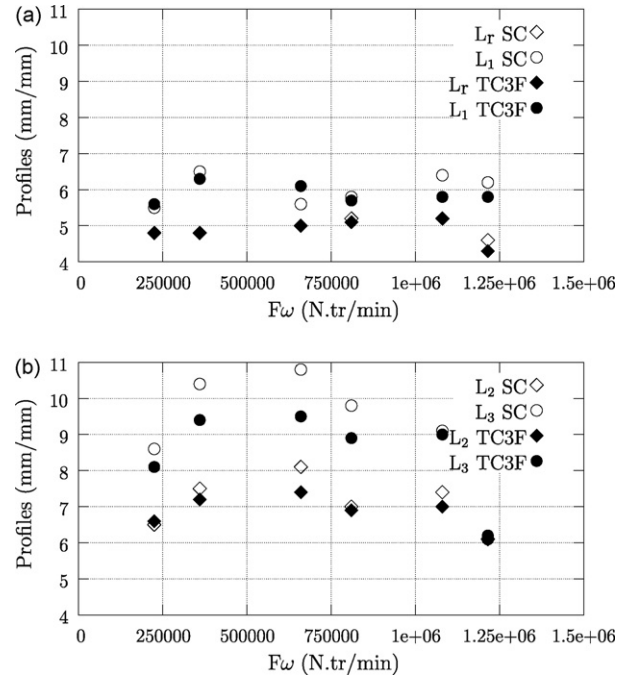 (a)
11
10
9
8
7
6
5
4
Profiles (mm/mm)
Lr SC
L1 SC
Lr TC3F
L1 TC3F
0 250000 500000 750000 1e+06 1.25e+06 1.5e+06
Fω (N.tr/min)
(b)
11
10
9
8
7
6
5
4
Profiles (mm/mm)
L2 SC
L3 SC
L2 TC3F
L3 TC3F
0 250000 500000 750000 1e+06 1.25e+06 1.5e+06
Fω (N.tr/min)